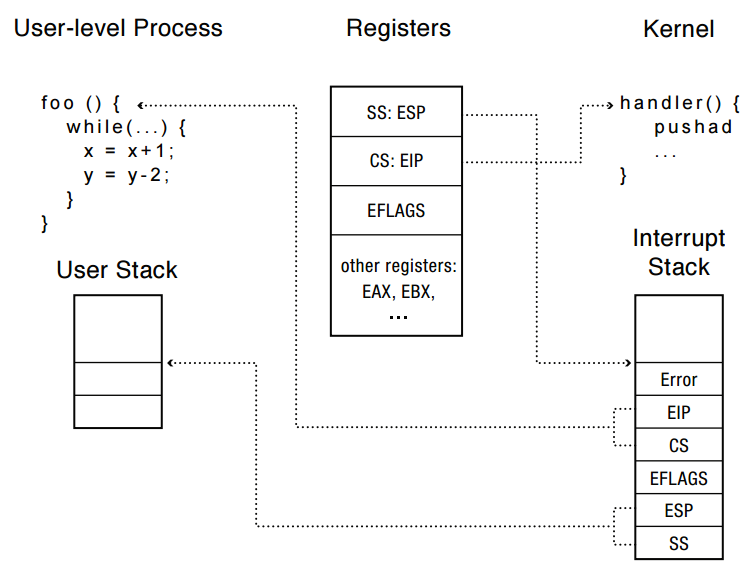 User-level Process
foo () {
while(...) {
x = x+1;
y = y-2;
}
}
User Stack
Registers
SS: ESP
CS: EIP
EFLAGS
other registers:
EAX, EBX,
...
Kernel
handler() {
pushad
...
}
Interrupt
Stack
Error
EIP
CS
EFLAGS
ESP
SS